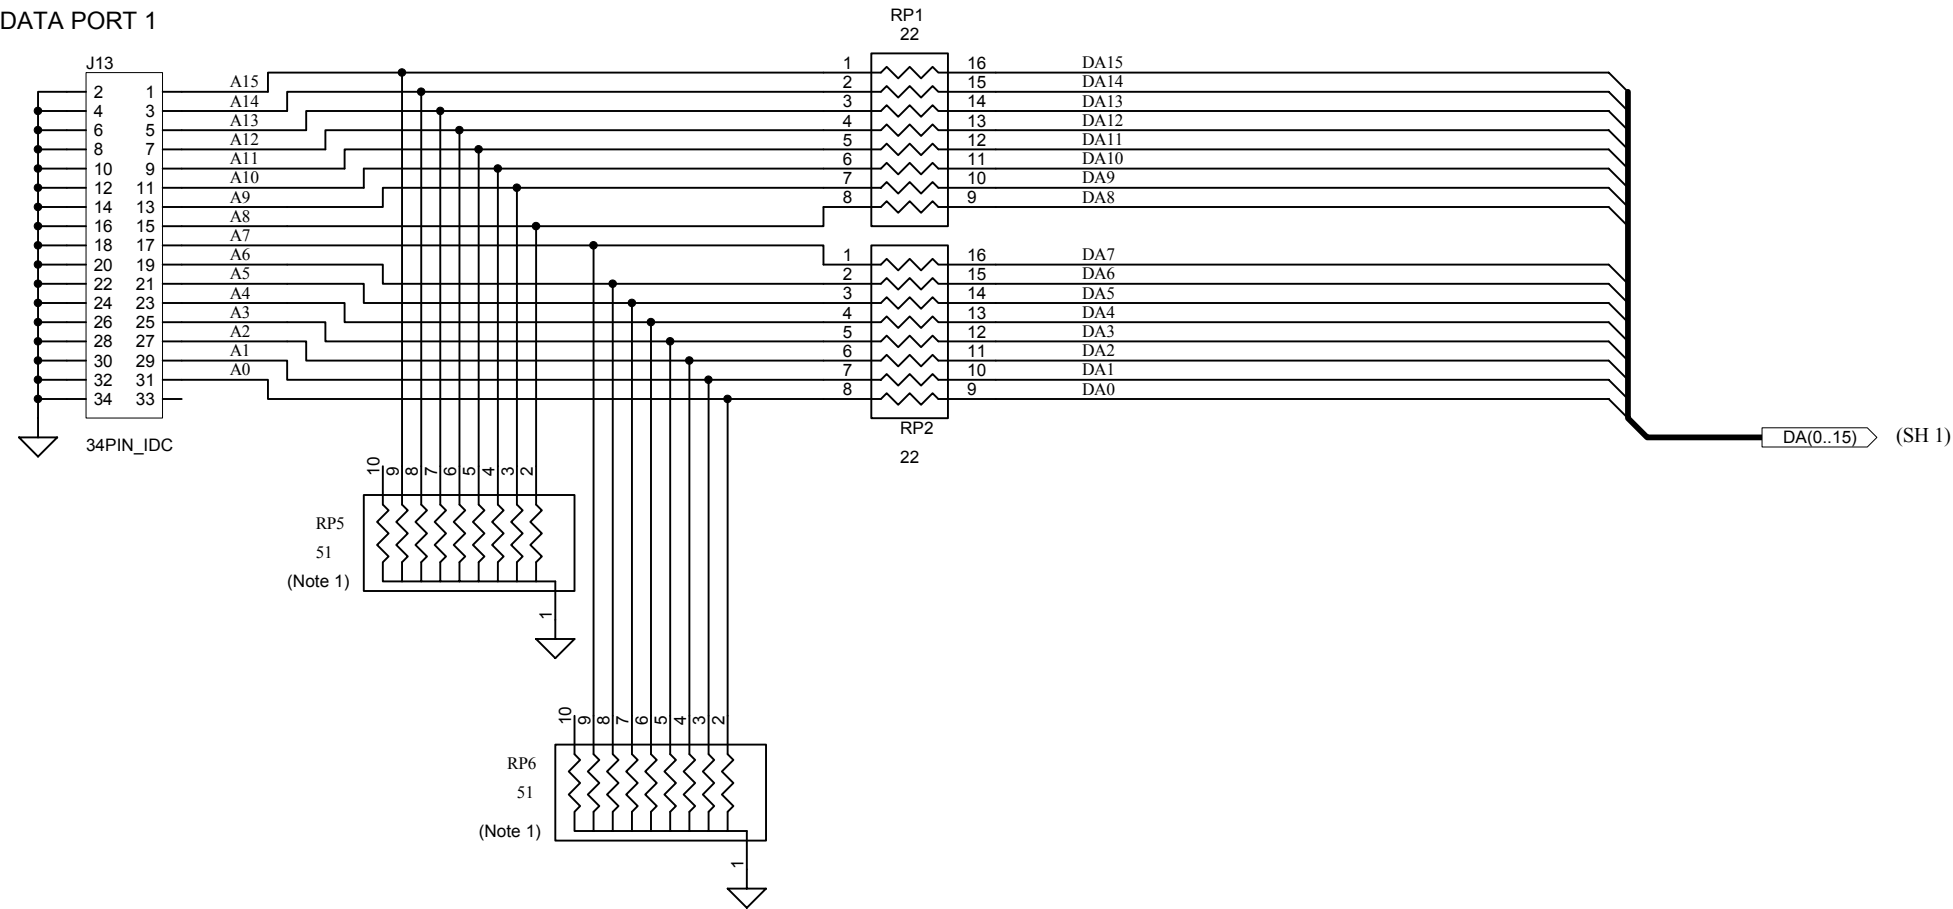 DATA PORT 1
RP1
22
J13
A15 1 16 DA15
2 1 A14 2 15 DA14
4 3 A13 3 14 DA13
6 5 A12 4 13 DA12
8 7 A11 5 12 DA11
10 9 A10 6 11 DA10
12 11 A9 7 10 DA9
14 13 A8 8 9 DA8
16 15 A7
18 17 A6 1 16 DA7
20 19 A5 2 15 DA6
22 21 A4 3 14 DA5
24 23 A3 4 13 DA4
26 25 A2 5 12 DA3
28 27 A1 6 11 DA2
30 29 A0 7 10 DA1
32 31 8 9 DA0
34 33
34PIN_IDC
RP2
22
DA(0..15) (SH 1)
10 9 8 7 6 5 4 3 2
RP5
51
(Note 1)
1
10 9 8 7 6 5 4 3 2
RP6
51
(Note 1)
1